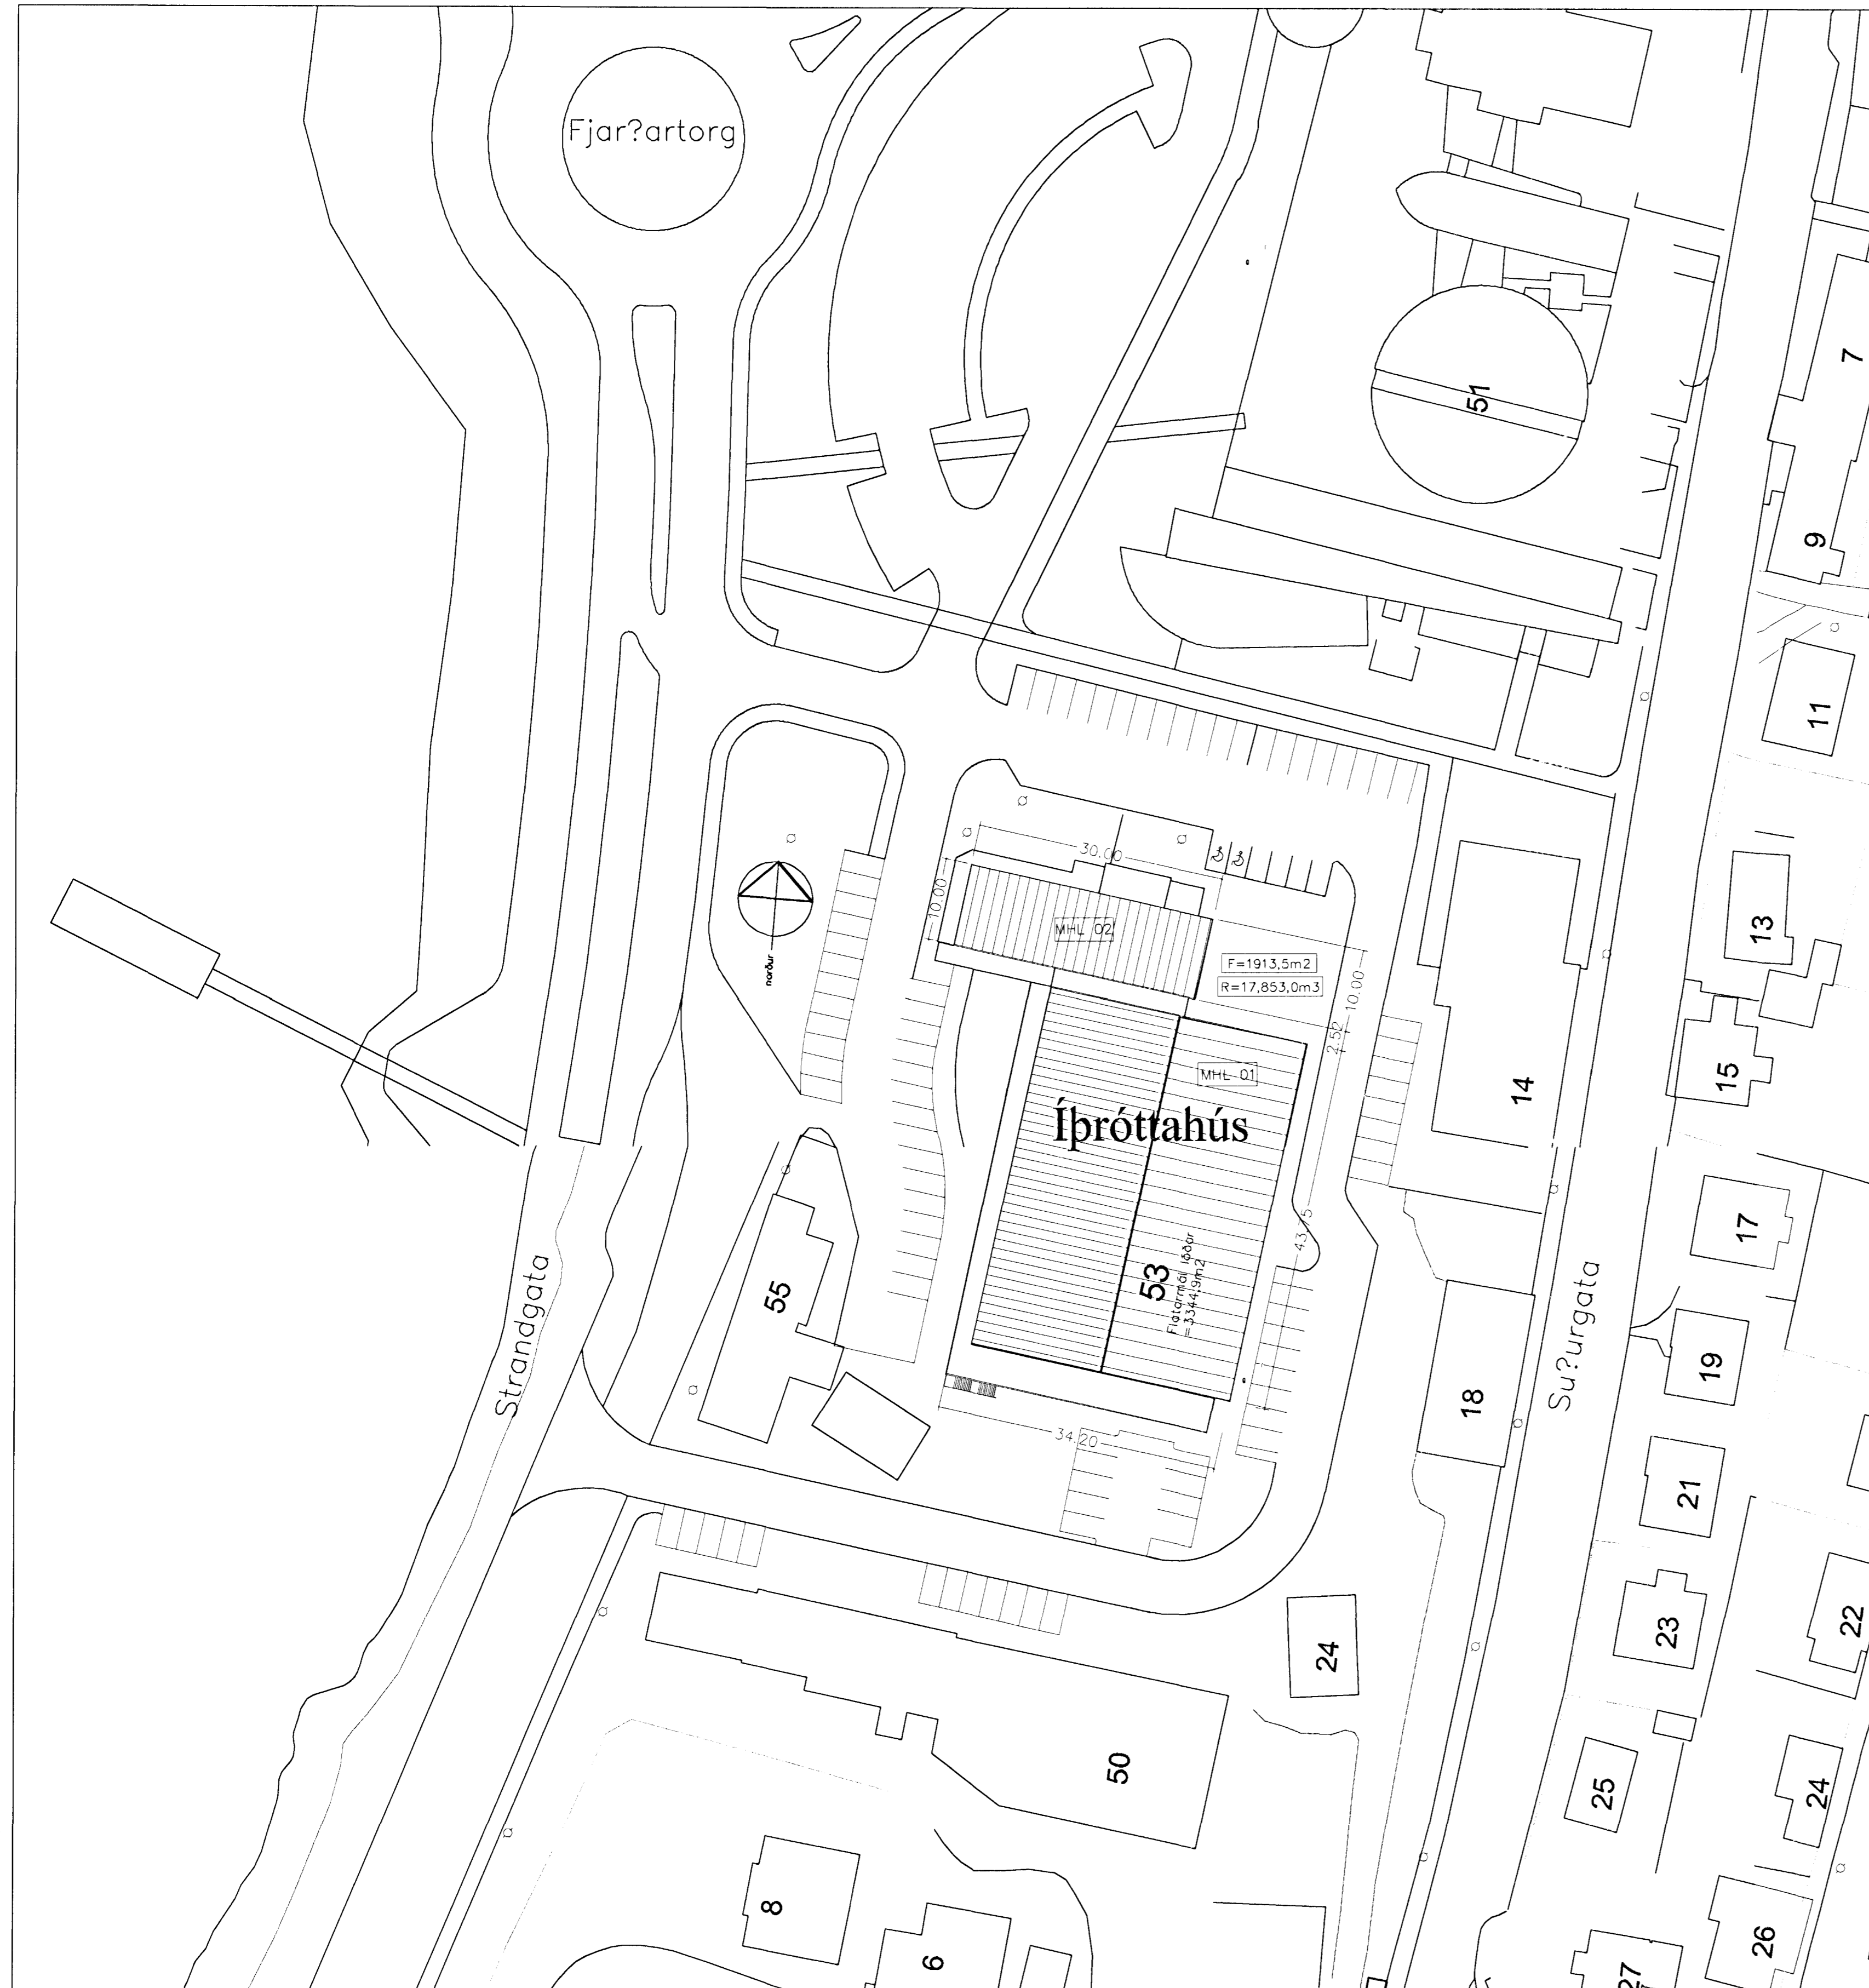 Fjar?artorg
7
51
9
11
30.00
10.00
MHL 02
13
norður
F=1913,5m2
R=17,853,0m3
10.00
2.52
MHL 01
14
15
Íþróttahús
17
43.75
53
Flatarmál lóðar
=3344,9m2
55
Strandgata
Su?urgata
19
18
34.20
21
23
22
24
50
25
24
8
6
26
27